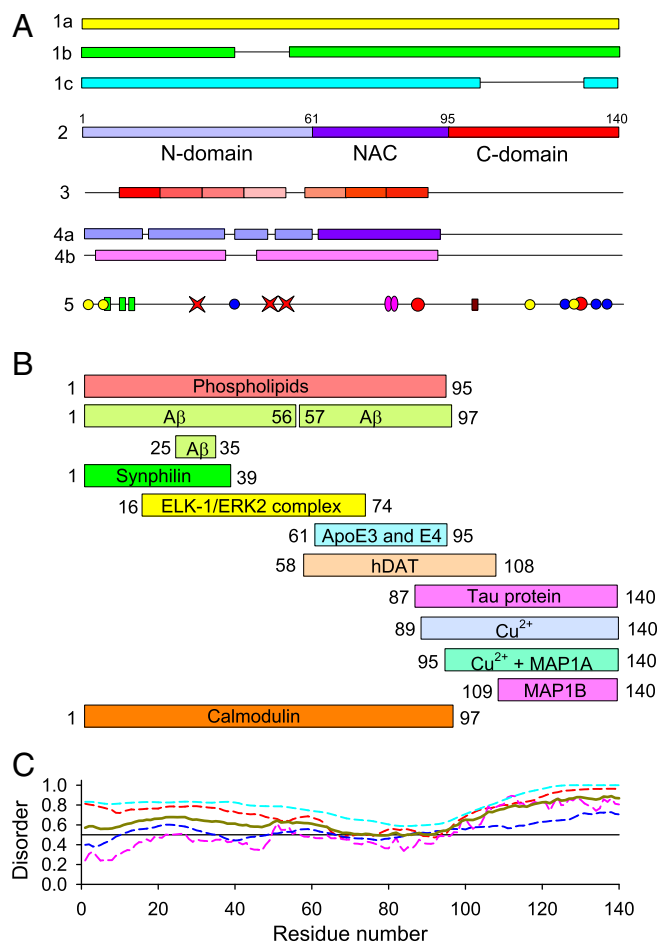 A
1a
1b
1c
1 61 95 140
2
N-domain NAC C-domain
3
4a
4b
5
B
1 Phospholipids 95
1 Aβ 56 57 Aβ 97
25 Aβ 35
1 Synphilin 39
16 ELK-1/ERK2 complex 74
61 ApoE3 and E4 95
58 hDAT 108
87 Tau protein 140
89 Cu²⁺ 140
95 Cu²⁺ + MAP1A 140
109 MAP1B 140
1 Calmodulin 97
C
Disorder
1.0
0.8
0.6
0.4
0.2
0.0
0 20 40 60 80 100 120 140
Residue number